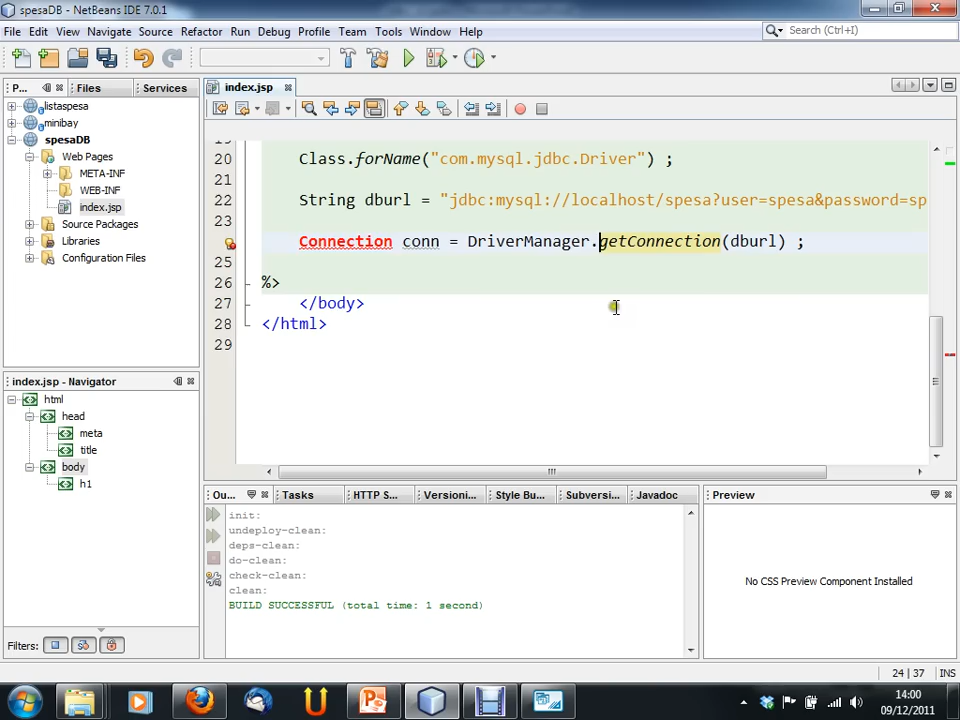 spesaDB - NetBeans IDE 7.0.1
File Edit View Navigate Source Refactor Run Debug Profile Team Tools Window Help
Search (Ctrl+I)
P... Files Services
index.jsp
listaspesa
minibay
spesaDB
Web Pages
META-INF
WEB-INF
index.jsp
Source Packages
Libraries
Configuration Files
20 Class.forName("com.mysql.jdbc.Driver") ;
21
22 String dburl = "jdbc:mysql://localhost/spesa?user=spesa&password=sp
23
Connection conn = DriverManager.getConnection(dburl) ;
25
26 %>
27 </body>
28 </html>
29
index.jsp - Navigator
html
head
meta
title
body
h1
Filters:
Ou... Tasks HTTP S... Versioni... Style Bu... Subversi... Javadoc
init:
undeploy-clean:
deps-clean:
do-clean:
check-clean:
clean:
BUILD SUCCESSFUL (total time: 1 second)
Preview
No CSS Preview Component Installed
24 | 37 INS
14:00
09/12/2011